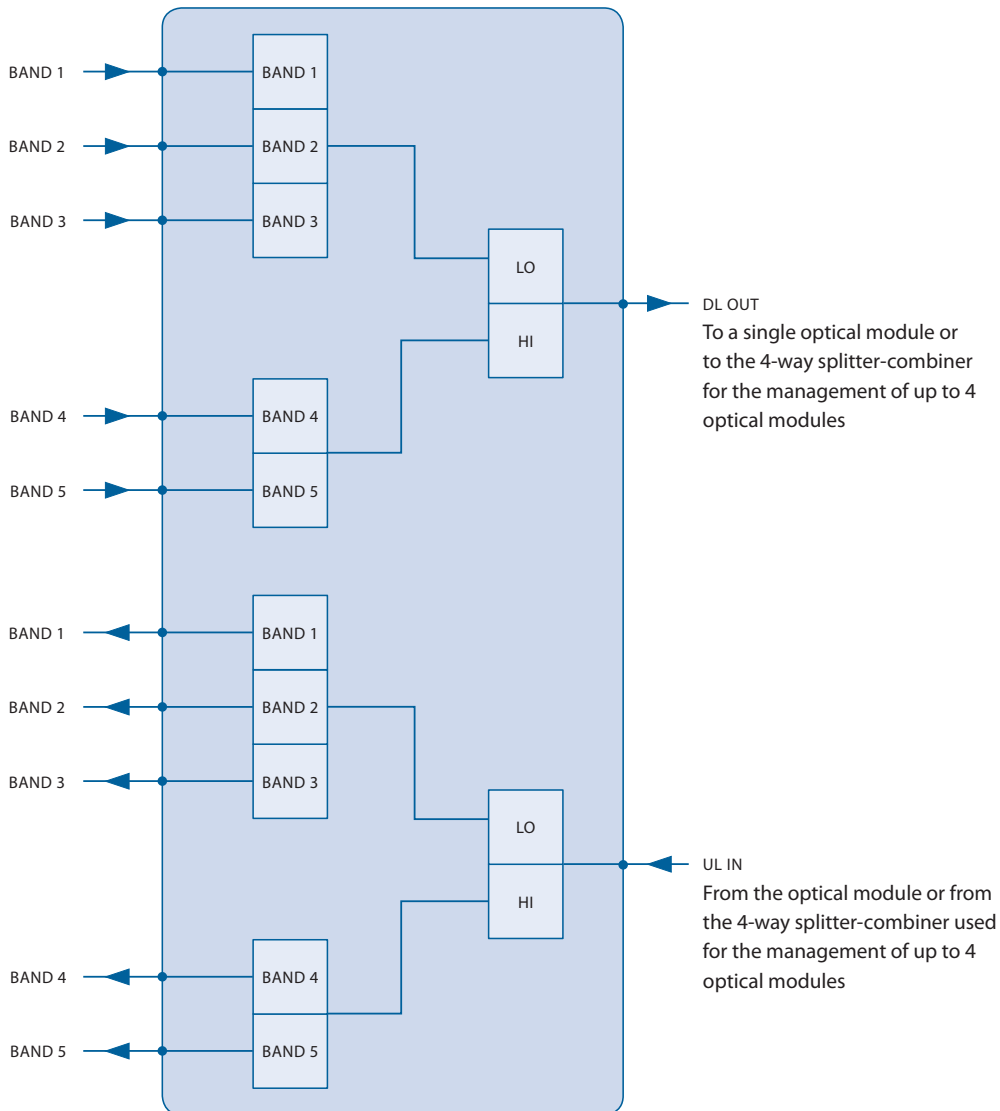 BAND 1
BAND 1
BAND 2
BAND 2
BAND 3
BAND 3
LO
HI
DL OUT
To a single optical module or
to the 4-way splitter-combiner
for the management of up to 4
optical modules
BAND 4
BAND 4
BAND 5
BAND 5
BAND 1
BAND 1
BAND 2
BAND 2
BAND 3
BAND 3
LO
HI
UL IN
From the optical module or from
the 4-way splitter-combiner used
for the management of up to 4
optical modules
BAND 4
BAND 4
BAND 5
BAND 5